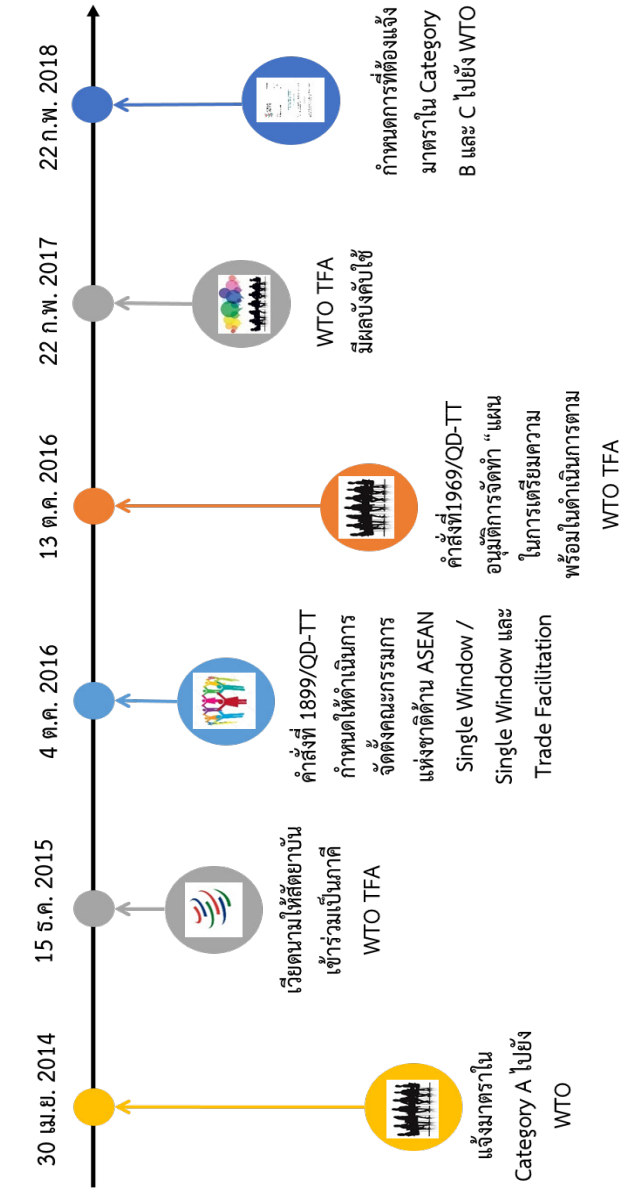 30 เม.ย. 2014
แจ้งมาตราใน
Category A ไปยัง
WTO
15 ธ.ค. 2015
เวียดนามให้สัตยาบัน
เข้าร่วมเป็นภาคี
WTO TFA
4 ต.ค. 2016
คำสั่งที่ 1899/QD-TT
กำหนดให้ดำเนินการ
จัดตั้งคณะกรรมการ
แห่งชาติด้าน ASEAN
Single Window /
Single Window และ
Trade Facilitation
13 ต.ค. 2016
คำสั่งที่1969/QD-TT
อนุมัติการจัดทำ “แผน
ในการเตรียมความ
พร้อมในดำเนินการตาม
WTO TFA
22 ก.พ. 2017
WTO TFA
มีผลบังคับใช้
22 ก.พ. 2018
กำหนดการที่ต้องแจ้ง
มาตราใน Category
B และ C ไปยัง WTO